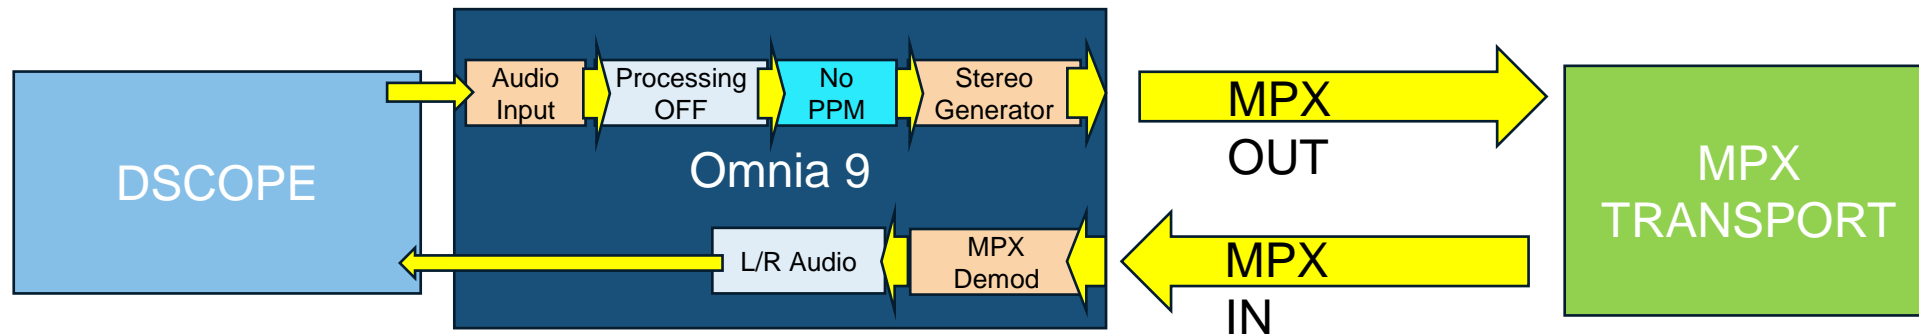 DSCOPE
Audio
Input
Processing
OFF
No
PPM
Stereo
Generator
Omnia 9
L/R Audio
MPX
Demod
MPX
OUT
MPX
IN
MPX
TRANSPORT